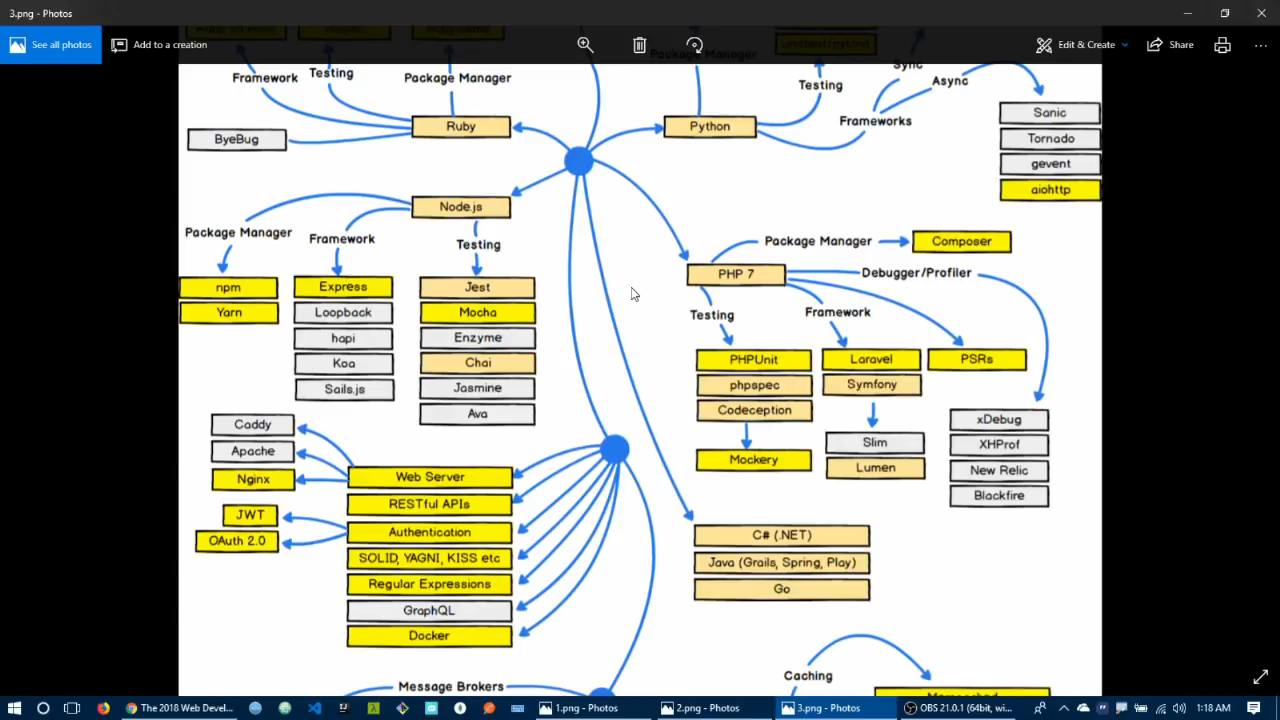 3.png - Photos
See all photos
Add to a creation
Edit & Create
Share
unittest/pytest
Package Manager
Sync
Framework
Testing
Package Manager
Testing
Async
Frameworks
Ruby
Python
ByeBug
Sanic
Tornado
gevent
aiohttp
Node.js
Package Manager
Framework
Testing
npm
Yarn
Express
Loopback
hapi
Koa
Sails.js
Jest
Mocha
Enzyme
Chai
Jasmine
Ava
PHP 7
Package Manager
Composer
Debugger/Profiler
Testing
Framework
PHPUnit
phpspec
Codeception
Mockery
Laravel
Symfony
Slim
Lumen
PSRs
xDebug
XHProf
New Relic
Blackfire
Caddy
Apache
Nginx
JWT
OAuth 2.0
Web Server
RESTful APIs
Authentication
SOLID, YAGNI, KISS etc
Regular Expressions
GraphQL
Docker
C# (.NET)
Java (Grails, Spring, Play)
Go
Message Brokers
Caching
The 2018 Web Devel...
1.png - Photos
2.png - Photos
3.png - Photos
OBS 21.0.1 (64bit, wi...
1:18 AM